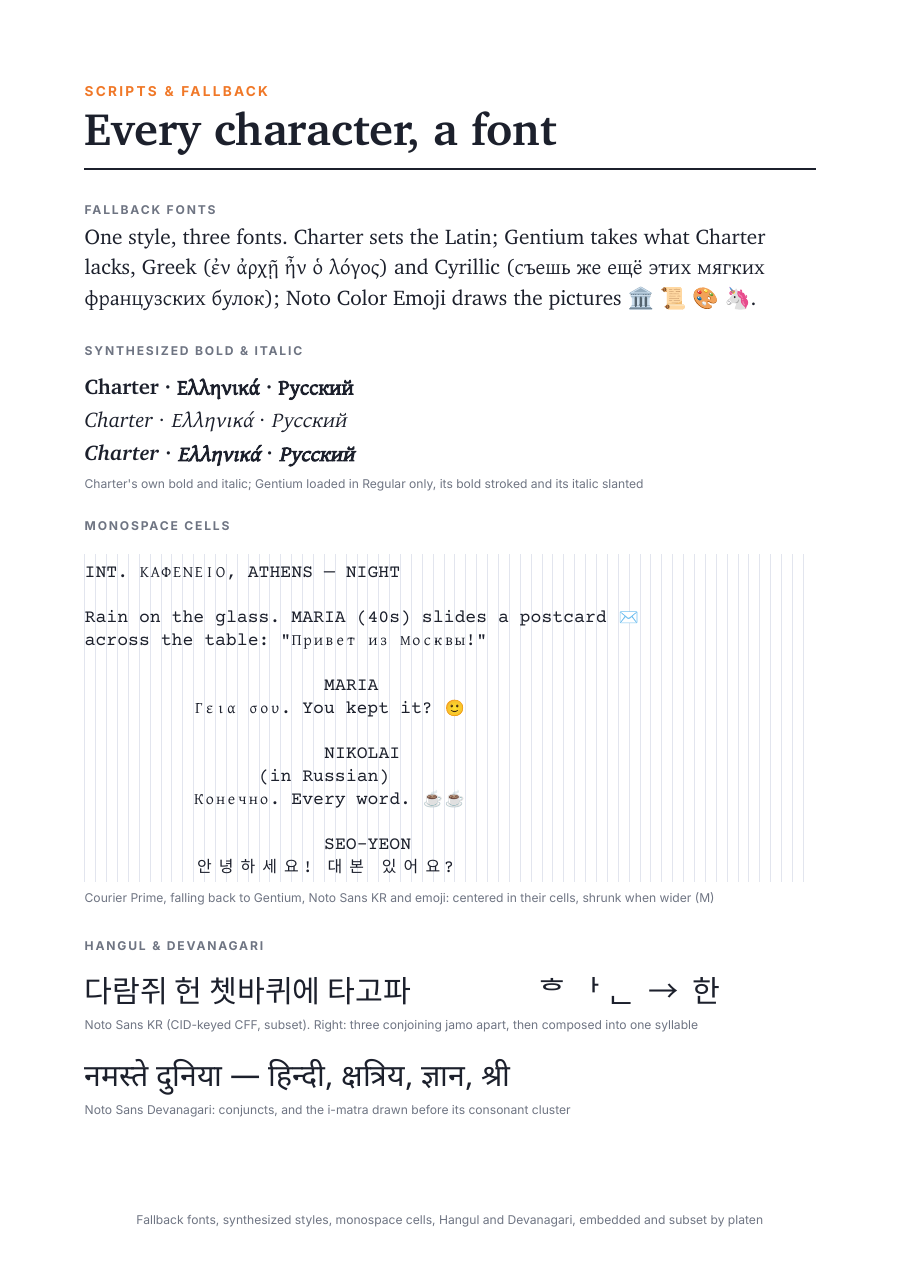 SCRIPTS & FALLBACK
Every character, a font
FALLBACK FONTS
One style, three fonts. Charter sets the Latin; Gentium takes what Charter
lacks, Greek (ἐν ἀρχῇ ἦν ὁ λόγος) and Cyrillic (съешь же ещё этих мягких
французских булок); Noto Color Emoji draws the pictures 🏛️ 📜 🎨 🦄.
SYNTHESIZED BOLD & ITALIC
Charter · Ελληνικά · Русский
Charter · Ελληνικά · Русский
Charter · Ελληνικά · Русский
Charter's own bold and italic; Gentium loaded in Regular only, its bold stroked and its italic slanted
MONOSPACE CELLS
INT. ΚΑΦΕΝΕΙΟ, ATHENS — NIGHT
Rain on the glass. MARIA (40s) slides a postcard ✉️
across the table: "Привет из Москвы!"
MARIA
Γεια σου. You kept it? 🙂
NIKOLAI
(in Russian)
Конечно. Every word. ☕☕
SEO-YEON
안녕하세요! 대본 있어요?
Courier Prime, falling back to Gentium, Noto Sans KR and emoji: centered in their cells, shrunk when wider (М)
HANGUL & DEVANAGARI
다람쥐 헌 쳇바퀴에 타고파 ᄒ ᅡ ᆫ → 한
Noto Sans KR (CID-keyed CFF, subset). Right: three conjoining jamo apart, then composed into one syllable
नमस्ते दुनिया — हिन्दी, क्षत्रिय, ज्ञान, श्री
Noto Sans Devanagari: conjuncts, and the i-matra drawn before its consonant cluster
Fallback fonts, synthesized styles, monospace cells, Hangul and Devanagari, embedded and subset by platen